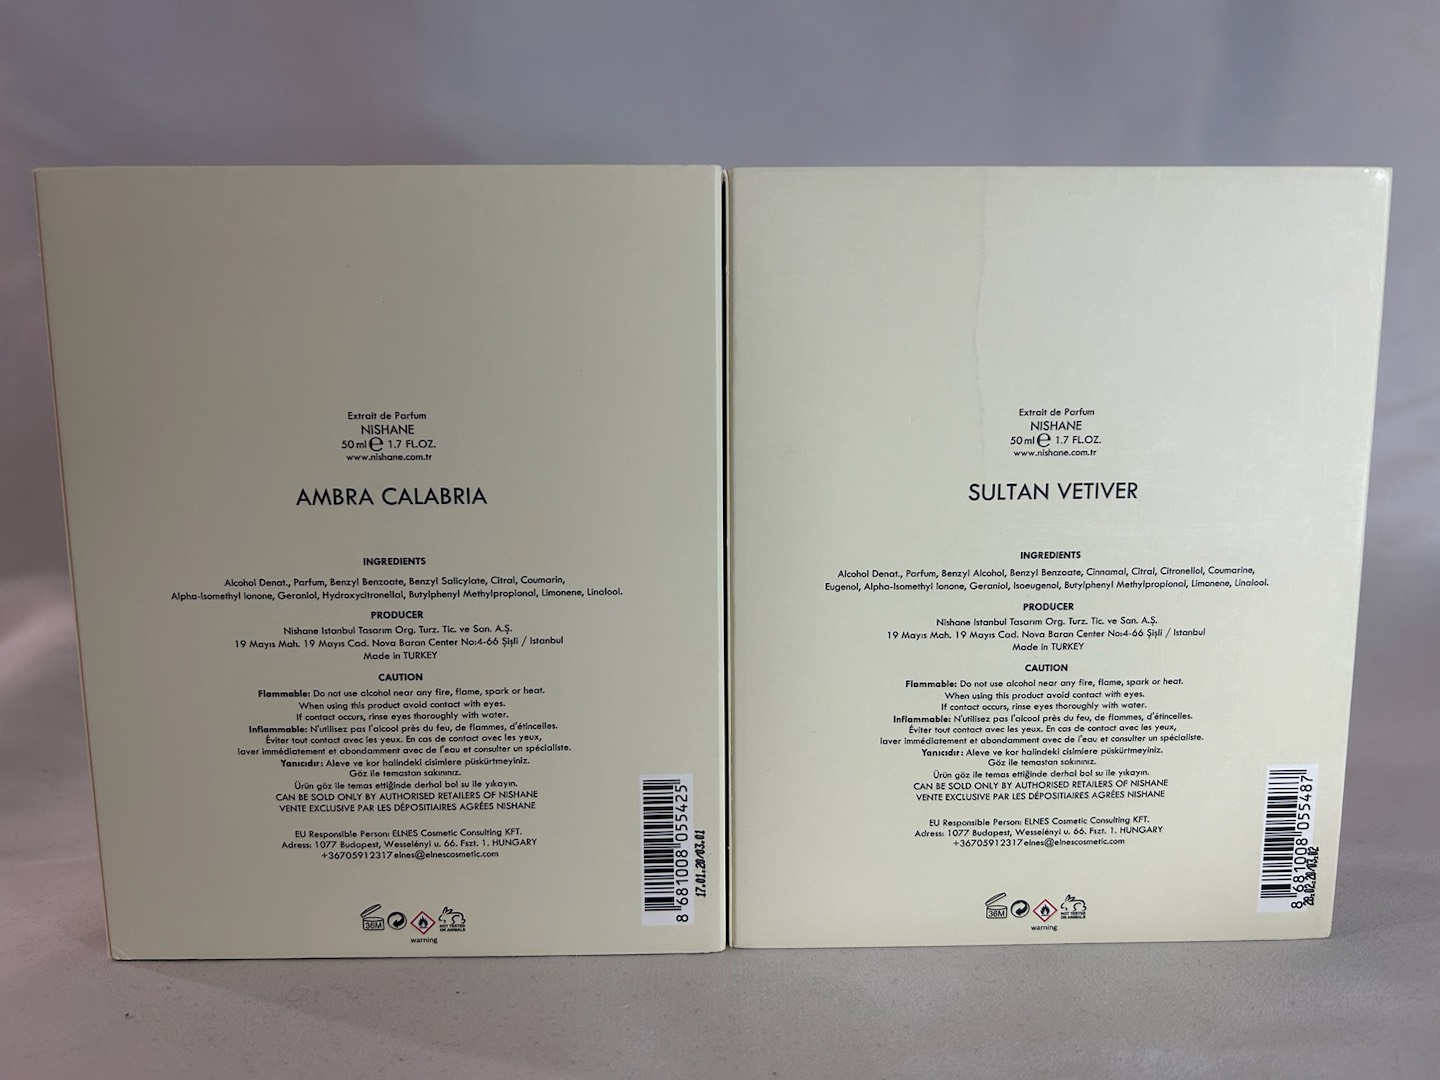 Extrait de Parfum
NISHANE
50 ml e 1.7 FL.OZ.
www.nishane.com.tr
AMBRA CALABRIA
INGREDIENTS
Alcohol Denat., Parfum, Benzyl Benzoate, Benzyl Salicylate, Citral, Coumarin,
Alpha-Isomethyl Ionone, Geraniol, Hydroxycitronellal, Butylphenyl Methylpropional, Limonene, Linalool.
PRODUCER
Nishane Istanbul Tasarım Org. Turz. Tic. ve San. A.Ş.
19 Mayıs Mah. 19 Mayıs Cad. Nova Baran Center No:4-66 Şişli / Istanbul
Made in TURKEY
CAUTION
Flammable: Do not use alcohol near any fire, flame, spark or heat.
When using this product avoid contact with eyes.
If contact occurs, rinse eyes thoroughly with water.
Inflammable: N'utilisez pas l'alcool près du feu, de flammes, d'étincelles.
Éviter tout contact avec les yeux. En cas de contact avec les yeux,
laver immédiatement et abondamment avec de l'eau et consulter un spécialiste.
Yanıcıdır: Aleve ve kor halindeki cisimlere püskürtmeyiniz.
Göz ile temastan sakınınız.
Ürün göz ile temas ettiğinde derhal bol su ile yıkayın.
CAN BE SOLD ONLY BY AUTHORISED RETAILERS OF NISHANE
VENTE EXCLUSIVE PAR LES DÉPOSITIAIRES AGRÉES NISHANE
EU Responsible Person: ELNES Cosmetic Consulting KFT.
Adress: 1077 Budapest, Wesselényi u. 66. Fszt. 1. HUNGARY
+36705912317 elnes@elnescosmetic.com
36M
NOT TESTED
ON ANIMALS
warning
8 681008 055425
17.01.20/03.01
Extrait de Parfum
NISHANE
50 ml e 1.7 FL.OZ.
www.nishane.com.tr
SULTAN VETIVER
INGREDIENTS
Alcohol Denat., Parfum, Benzyl Alcohol, Benzyl Benzoate, Cinnamal, Citral, Citronellol, Coumarine,
Eugenol, Alpha-Isomethyl Ionone, Geraniol, Isoeugenol, Butylphenyl Methylpropional, Limonene, Linalool.
PRODUCER
Nishane Istanbul Tasarım Org. Turz. Tic. ve San. A.Ş.
19 Mayıs Mah. 19 Mayıs Cad. Nova Baran Center No:4-66 Şişli / Istanbul
Made in TURKEY
CAUTION
Flammable: Do not use alcohol near any fire, flame, spark or heat.
When using this product avoid contact with eyes.
If contact occurs, rinse eyes thoroughly with water.
Inflammable: N'utilisez pas l'alcool près du feu, de flammes, d'étincelles.
Éviter tout contact avec les yeux. En cas de contact avec les yeux,
laver immédiatement et abondamment avec de l'eau et consulter un spécialiste.
Yanıcıdır: Aleve ve kor halindeki cisimlere püskürtmeyiniz.
Göz ile temastan sakınınız.
Ürün göz ile temas ettiğinde derhal bol su ile yıkayın.
CAN BE SOLD ONLY BY AUTHORISED RETAILERS OF NISHANE
VENTE EXCLUSIVE PAR LES DÉPOSITIAIRES AGRÉES NISHANE
EU Responsible Person: ELNES Cosmetic Consulting KFT.
Adress: 1077 Budapest, Wesselényi u. 66. Fszt. 1. HUNGARY
+36705912317 elnes@elnescosmetic.com
36M
NOT TESTED
ON ANIMALS
warning
8 681008 055487